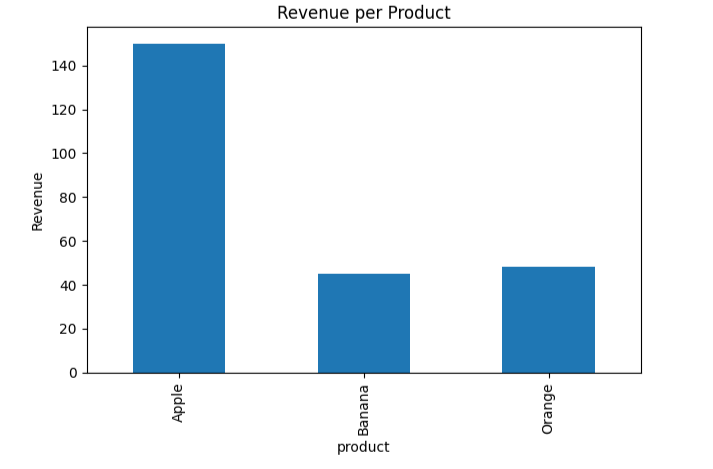 Revenue per Product
140
120
100
80
60
40
20
0
Revenue
Apple
Banana
Orange
product